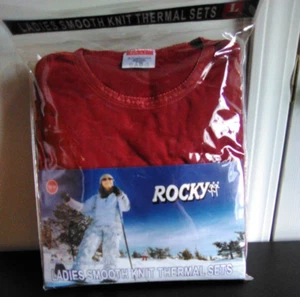 LADIES SMOOTH KNIT THERMAL SETS L
ROCKY
LADIES SMOOTH KNIT THERMAL SETS